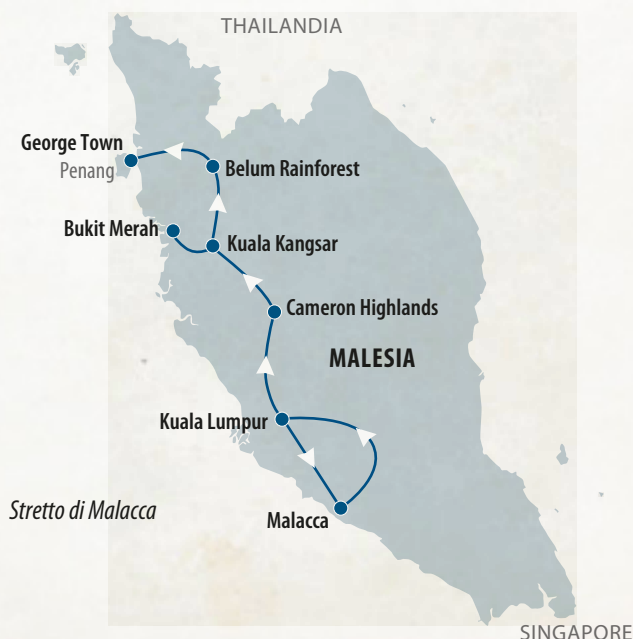 THAILANDIA
George Town
Penang
Belum Rainforest
Bukit Merah
Kuala Kangsar
Cameron Highlands
MALESIA
Kuala Lumpur
Stretto di Malacca
Malacca
SINGAPORE